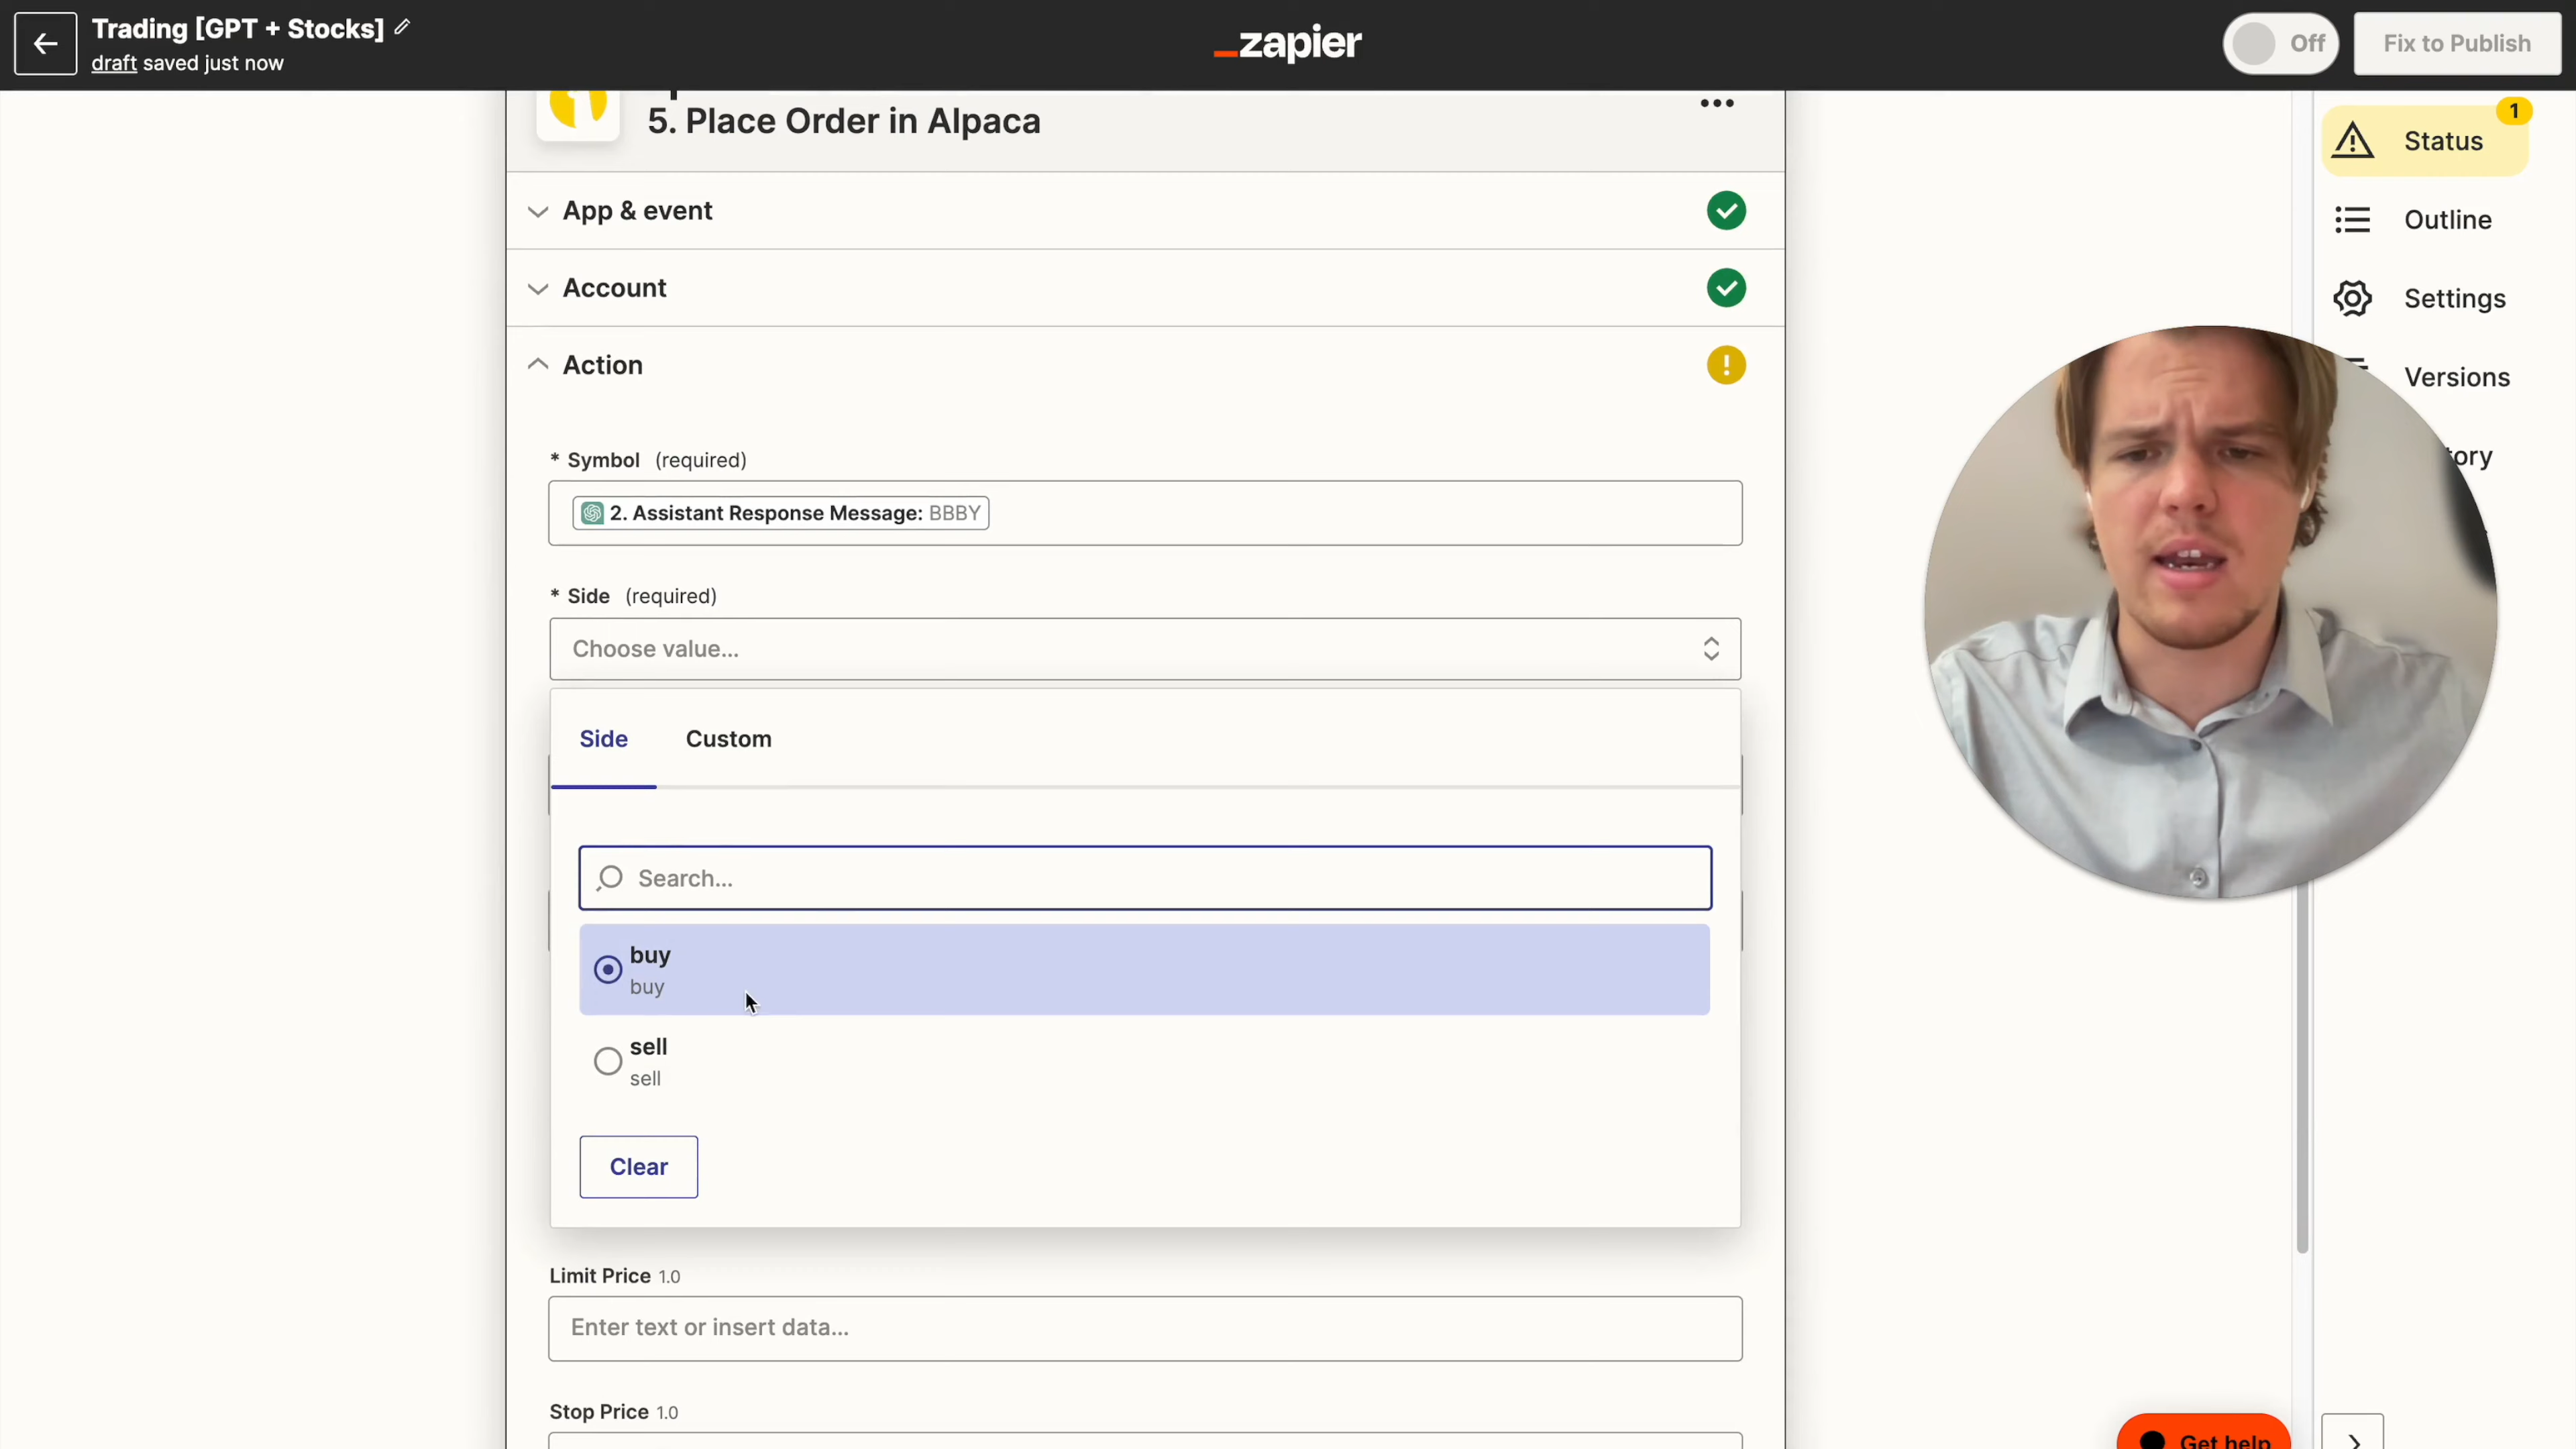 Trading [GPT + Stocks]
draft saved just now
zapier
Off
Fix to Publish
5. Place Order in Alpaca
1
Status
Outline
Settings
Versions
tory
App & event
Account
Action
* Symbol (required)
2. Assistant Response Message: BBBY
* Side (required)
Choose value...
Side
Custom
Search...
buy
buy
sell
sell
Clear
Limit Price 1.0
Enter text or insert data...
Stop Price 1.0
Get help